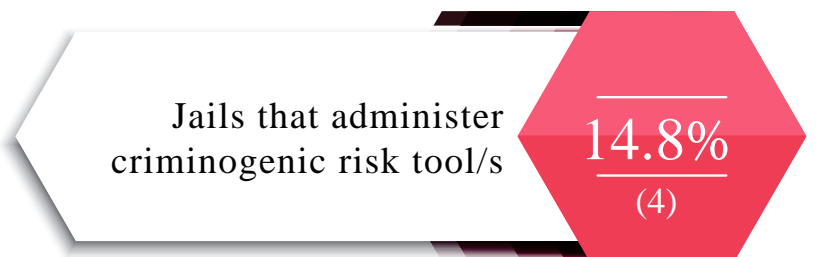 Jails that administer
criminogenic risk tool/s
14.8%
(4)